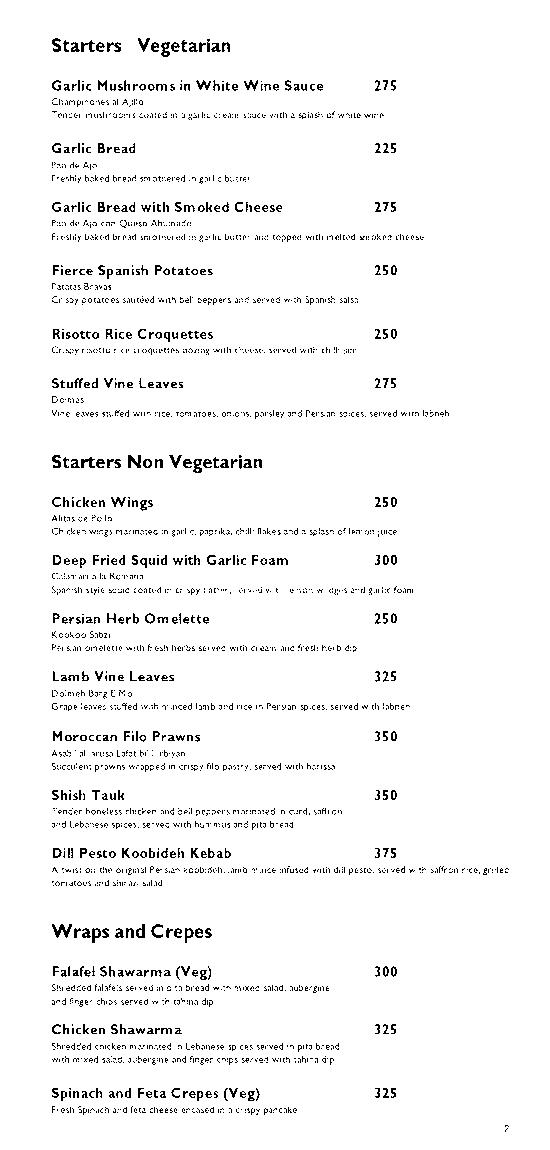 Starters Vegetarian
Garlic Mushrooms in White Wine Sauce 275
Champinones al Ajillo
Tender mushrooms coated in a garlic cream sauce with a splash of white wine
Garlic Bread 225
Pan de Ajo
Freshly baked bread smothered in garlic butter
Garlic Bread with Smoked Cheese 275
Pan de Ajo con Queso Ahumado
Freshly baked bread smothered in garlic butter and topped with melted smoked cheese
Fierce Spanish Potatoes 250
Patatas Bravas
Crispy potatoes sautéed with bell peppers and served with Spanish salsa
Risotto Rice Croquettes 250
Crispy risotto rice croquettes oozing with cheese, served with chilli jam
Stuffed Vine Leaves 275
Dolmas
Vine leaves stuffed with rice, tomatoes, onions, parsley and Persian spices, served with labneh
Starters Non Vegetarian
Chicken Wings 250
Alitas de Pollo
Chicken wings marinated in garlic, paprika, chilli flakes and a splash of lemon juice
Deep Fried Squid with Garlic Foam 300
Calamari a la Romana
Spanish style squid coated in crispy batter, served with lemon wedges and garlic foam
Persian Herb Omelette 250
Kookoo Sabzi
Persian omelette with fresh herbs served with cream and fresh herb dip
Lamb Vine Leaves 325
Dolmeh Barg E Mo
Grape leaves stuffed with minced lamb and rice in Persian spices, served with labneh
Moroccan Filo Prawns 350
Succulent prawns wrapped in crispy filo pastry, served with harissa
Shish Tauk 350
Tender boneless chicken and bell peppers marinated in curd, saffron
and Lebanese spices, served with hummus and pita bread
Dill Pesto Koobideh Kebab 375
A twist on the original Persian koobideh, lamb mince infused with dill pesto, served with saffron rice, grilled
tomatoes and shirazi salad
Wraps and Crepes
Falafel Shawarma (Veg) 300
Shredded falafels served in pita bread with mixed salad, aubergine
and finger chips served with tahina dip
Chicken Shawarma 325
Shredded chicken marinated in Lebanese spices served in pita bread
with mixed salad, aubergine and finger chips served with tahina dip
Spinach and Feta Crepes (Veg) 325
Fresh Spinach and feta cheese encased in a crispy pancake
2